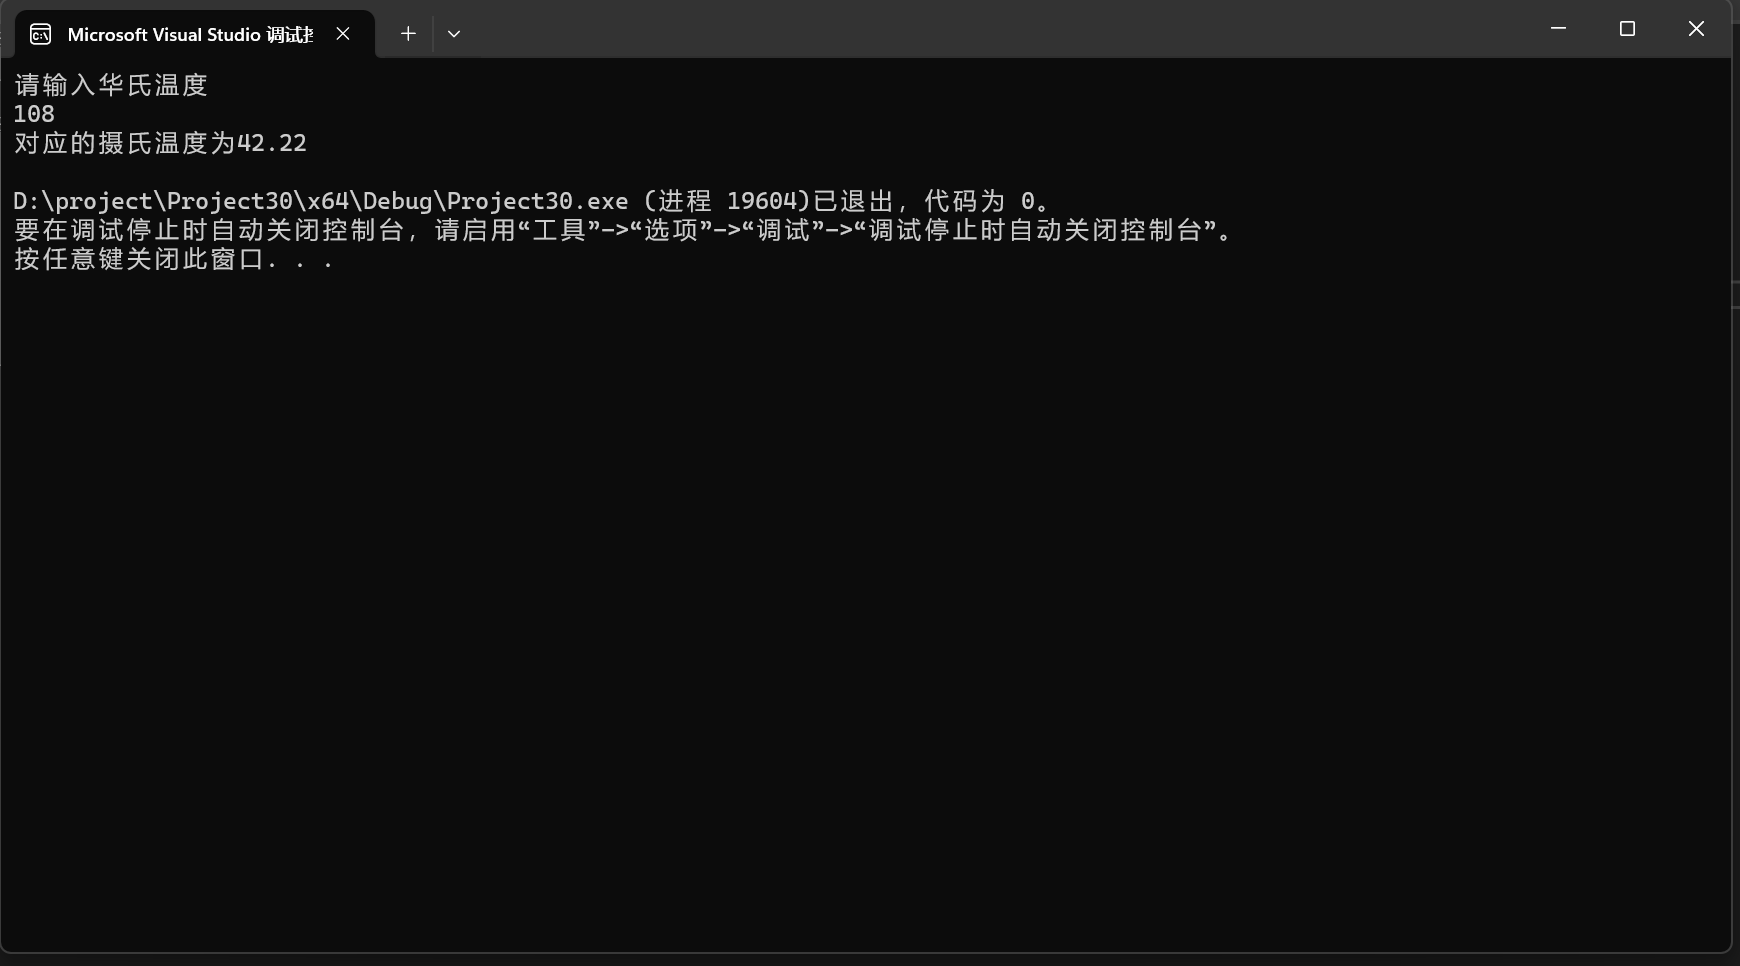 Microsoft Visual Studio 调试
请输入华氏温度
108
对应的摄氏温度为42.22
D:\project\Project30\x64\Debug\Project30.exe (进程 19604)已退出，代码为 0。
要在调试停止时自动关闭控制台，请启用“工具”->“选项”->“调试”->“调试停止时自动关闭控制台”。
按任意键关闭此窗口. . .